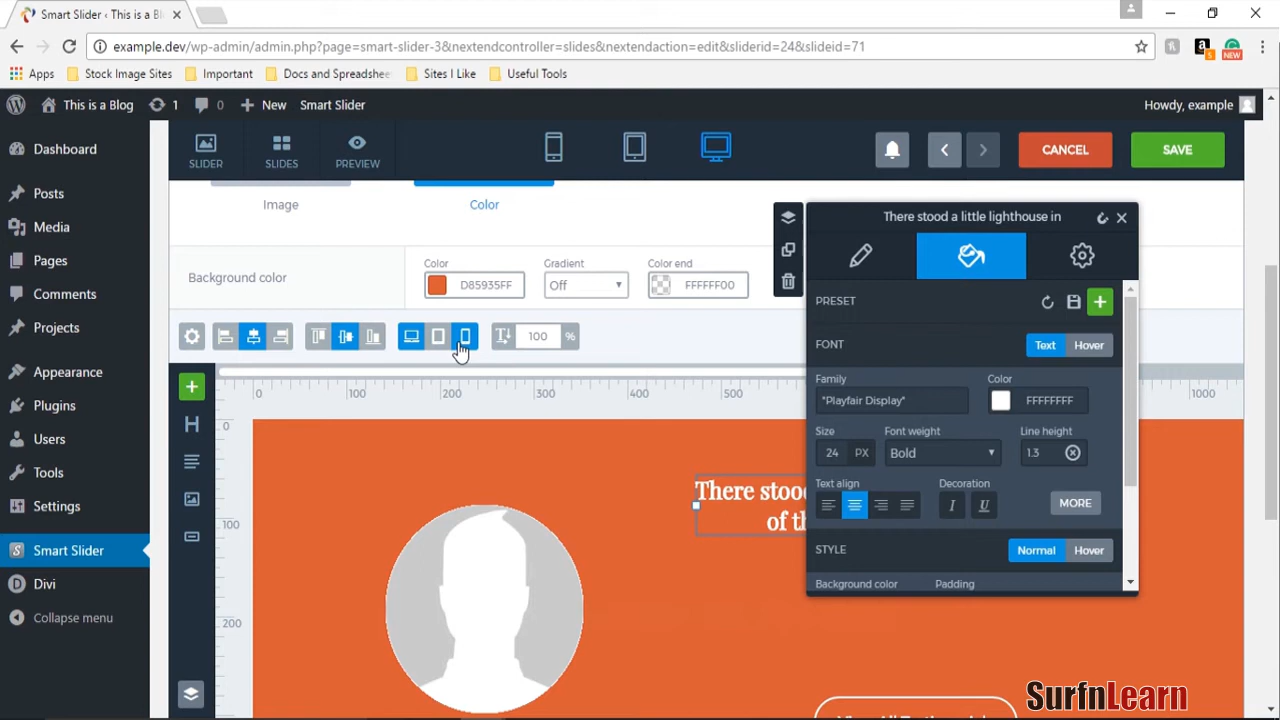 Smart Slider ‹ This is a Bl
example.dev/wp-admin/admin.php?page=smart-slider-3&nextendcontroller=slides&nextendaction=edit&sliderid=24&slideid=71
5
NEW
Apps
Stock Image Sites
Important
Docs and Spreadshee
Sites I Like
Useful Tools
This is a Blog
1
0
New
Smart Slider
Howdy, example
Dashboard
Posts
Media
Pages
Comments
Projects
Appearance
Plugins
Users
Tools
Settings
Smart Slider
Divi
Collapse menu
SLIDER
SLIDES
PREVIEW
CANCEL
SAVE
Image
Color
Background color
Color
D85935FF
Gradient
Off
Color end
FFFFFF00
100
%
0
100
200
300
500
1000
0
100
200
There stood
of th
There stood a little lighthouse in
PRESET
FONT
Text
Hover
Family
"Playfair Display"
Color
FFFFFFFF
Size
24
PX
Font weight
Bold
Line height
1.3
Text align
Decoration
I
U
MORE
STYLE
Normal
Hover
Background color
Padding
SurfnLearn